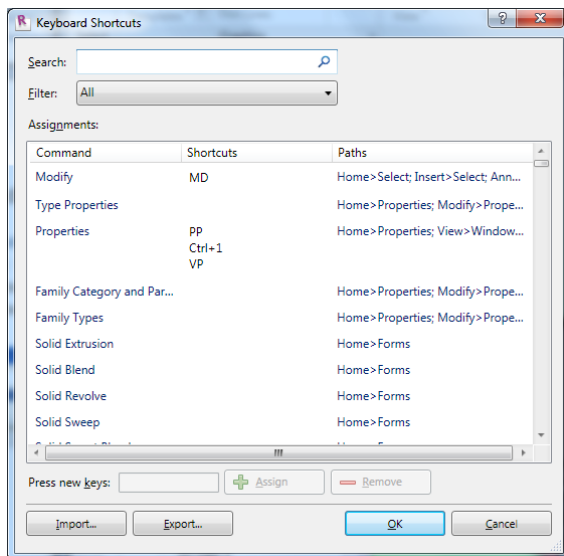 R Keyboard Shortcuts ? X
Search:
Filter: All
Assignments:
Command Shortcuts Paths
Modify MD Home>Select; Insert>Select; Ann...
Type Properties Home>Properties; Modify>Prope...
Properties PP Home>Properties; View>Window...
Ctrl+1
VP
Family Category and Par... Home>Properties; Modify>Prope...
Family Types Home>Properties; Modify>Prope...
Solid Extrusion Home>Forms
Solid Blend Home>Forms
Solid Revolve Home>Forms
Solid Sweep Home>Forms
Press new keys: Assign Remove
Import... Export... OK Cancel